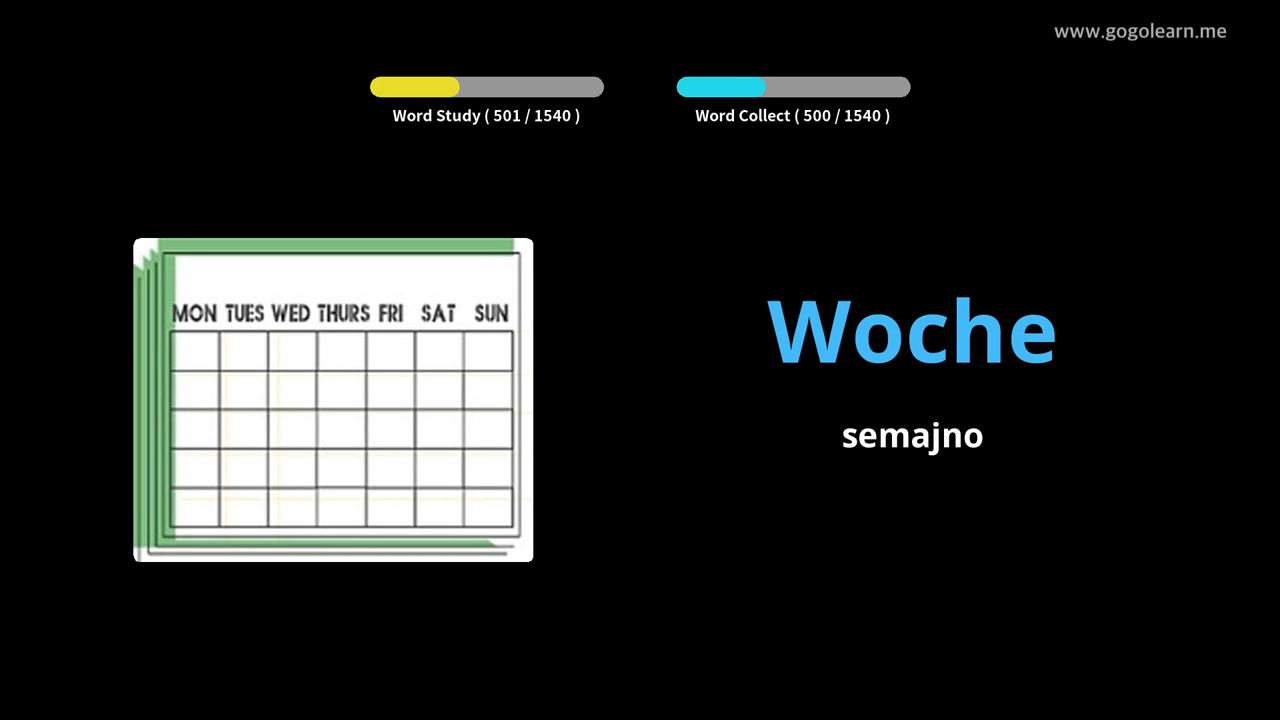 www.gogolearn.me
Word Study ( 501 / 1540 )
Word Collect ( 500 / 1540 )
MON TUES WED THURS FRI SAT SUN
Woche
semajno